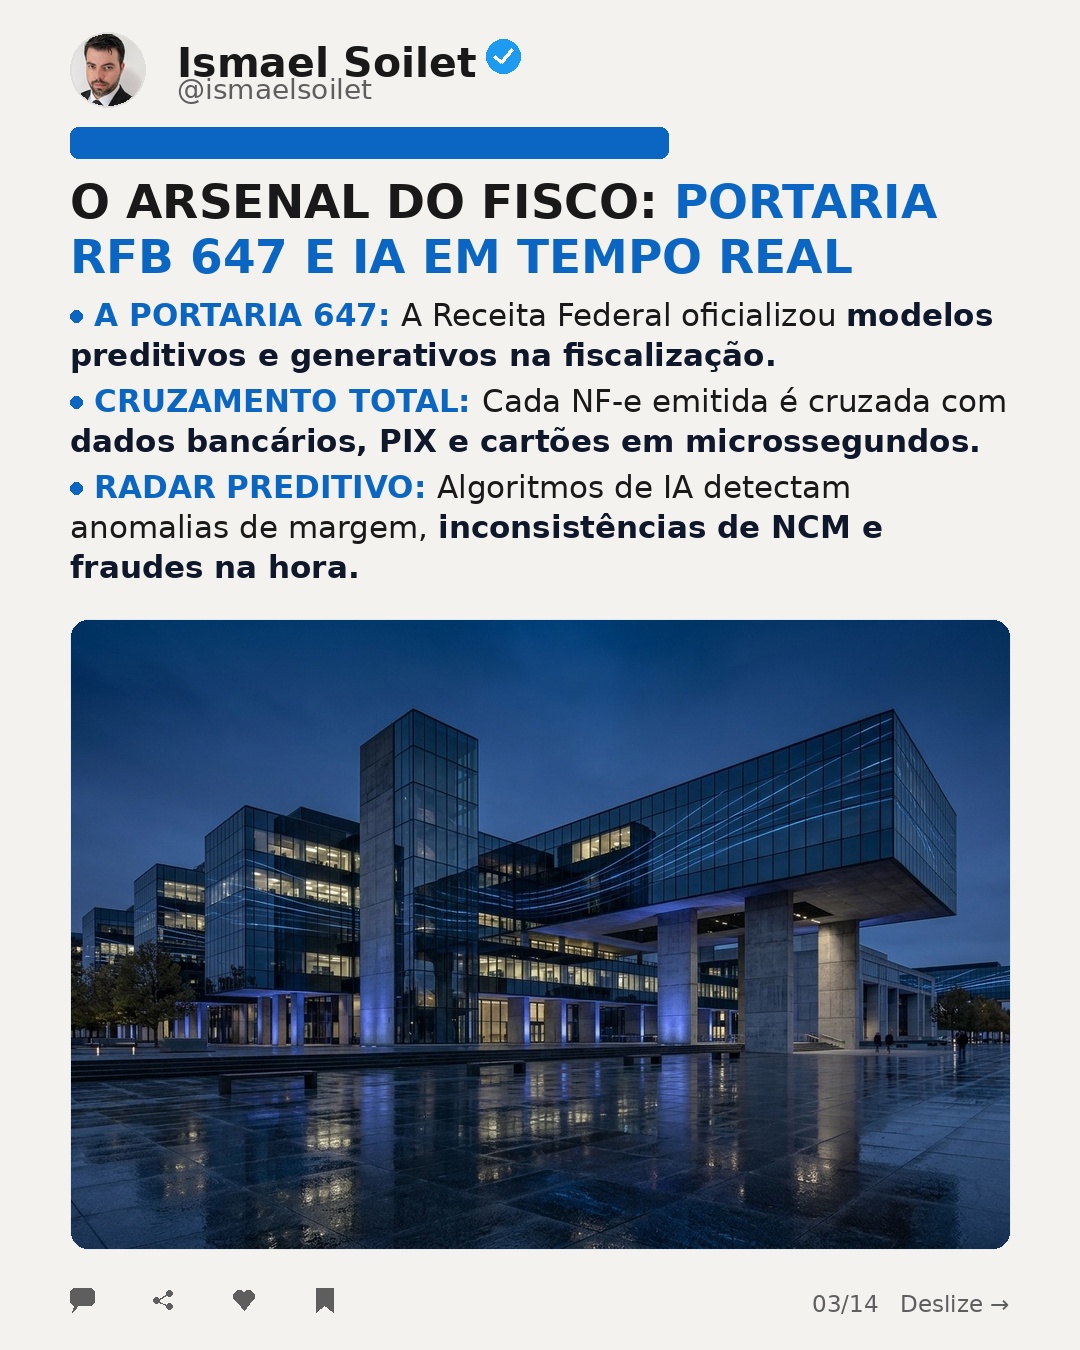 Ismael Soilet
@ismaelsoilet
O ARSENAL DO FISCO: PORTARIA
RFB 647 E IA EM TEMPO REAL
• A PORTARIA 647: A Receita Federal oficializou modelos
preditivos e generativos na fiscalização.
• CRUZAMENTO TOTAL: Cada NF-e emitida é cruzada com
dados bancários, PIX e cartões em microssegundos.
• RADAR PREDITIVO: Algoritmos de IA detectam
anomalias de margem, inconsistências de NCM e
fraudes na hora.
03/14 Deslize →